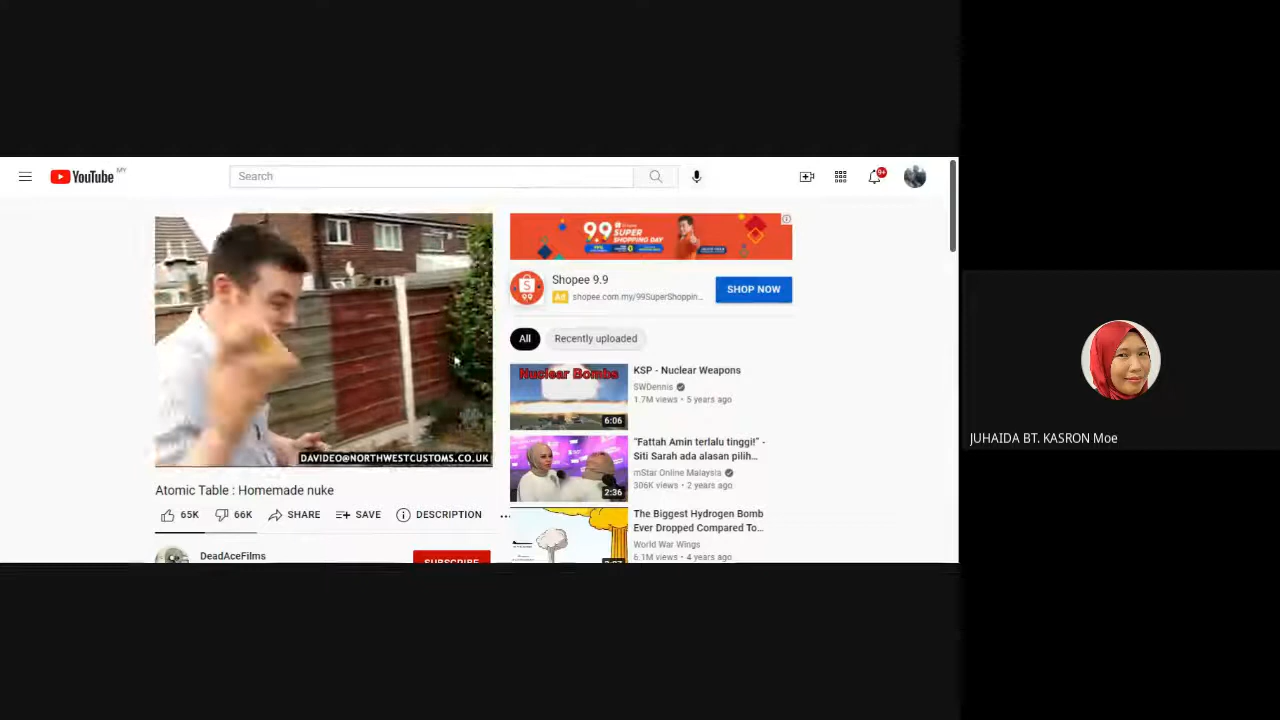 YouTube MY
Search
9+
DAVIDEO@NORTHWESTCUSTOMS.CO.UK
Atomic Table : Homemade nuke
65K 66K SHARE SAVE DESCRIPTION ...
DeadAceFilms
SUBSCRIBE
9.9 SUPER
SHOPPING DAY
Shopee 9.9
Ad shopee.com.my/99SuperShoppin...
SHOP NOW
All Recently uploaded
Nuclear Bombs
6:06
KSP - Nuclear Weapons
SWDennis
1.7M views • 5 years ago
2:36
"Fattah Amin terlalu tinggi!" -
Siti Sarah ada alasan pilih...
mStar Online Malaysia
306K views • 2 years ago
The Biggest Hydrogen Bomb
Ever Dropped Compared To...
World War Wings
6.1M views • 4 years ago
JUHAIDA BT. KASRON Moe